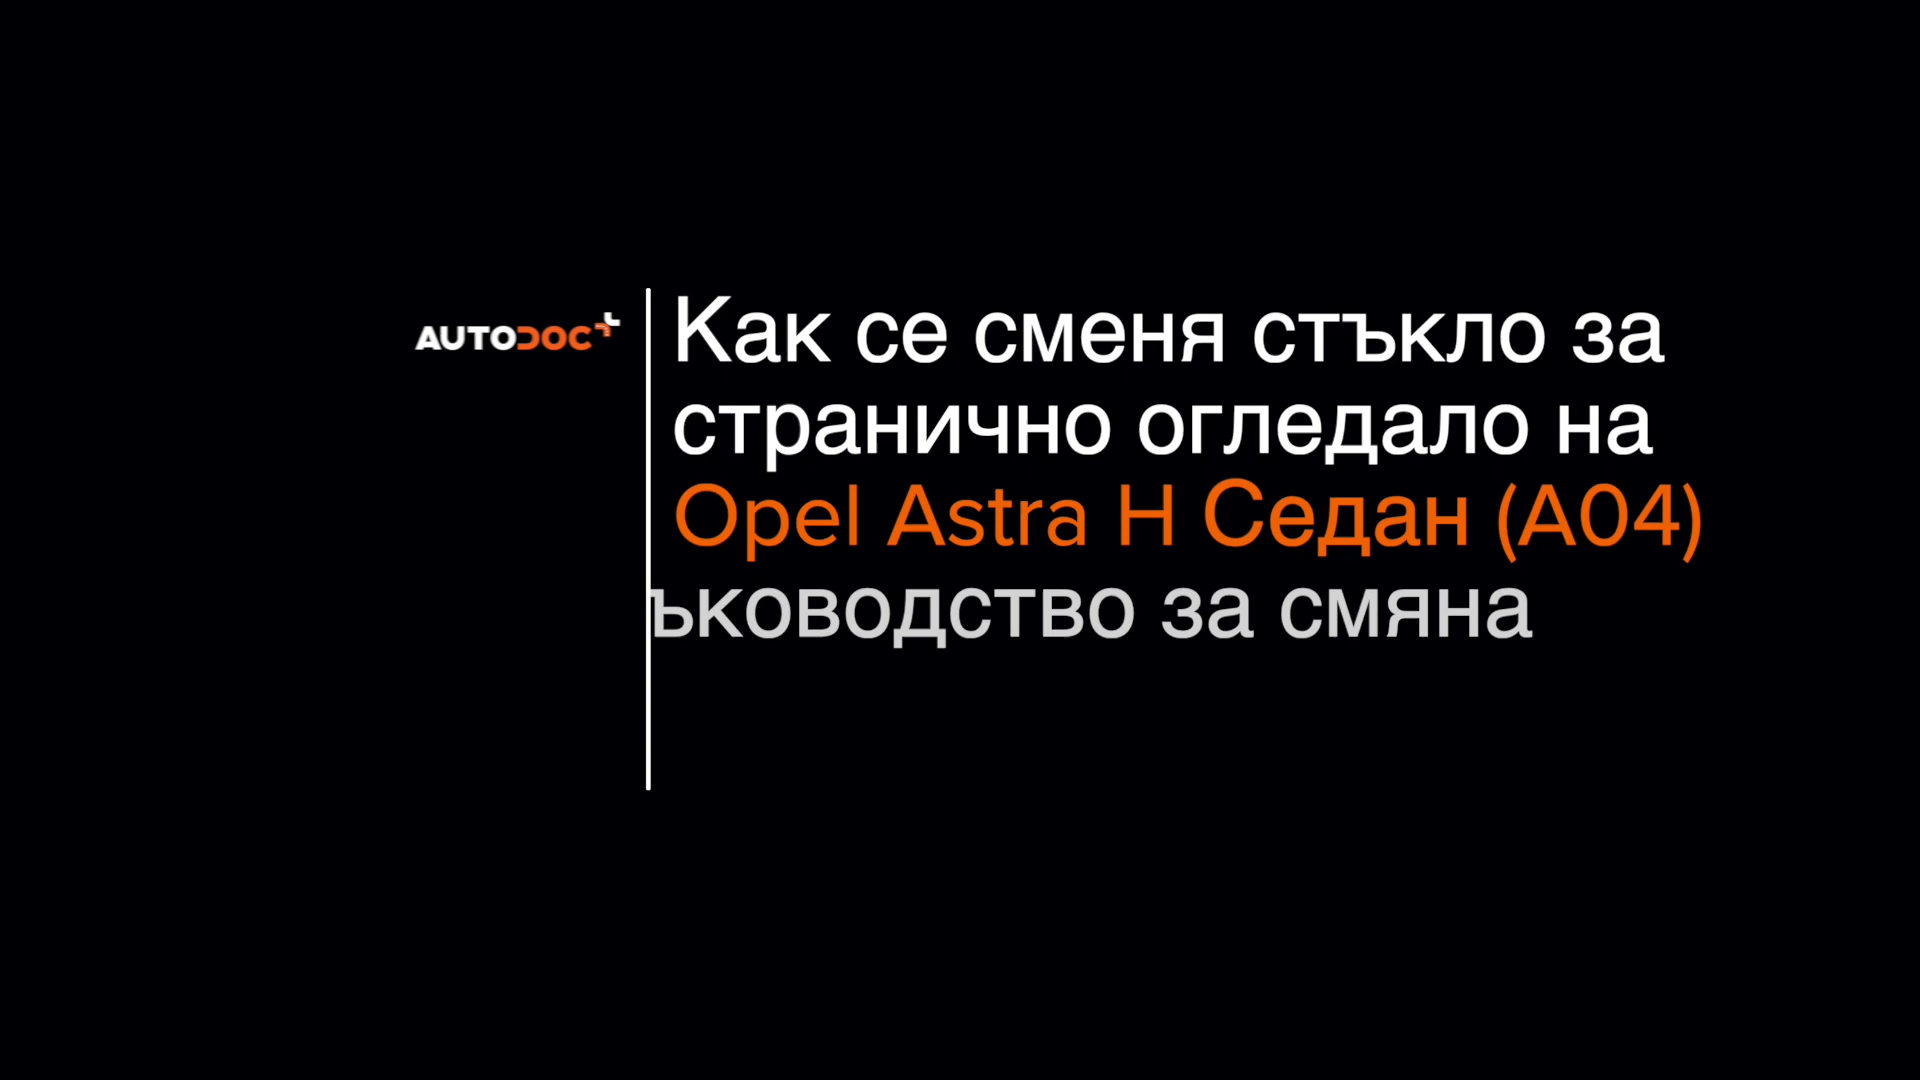 AUTODOC
Как се сменя стъкло за
странично огледало на
Opel Astra H Седан (A04)
ъководство за смяна